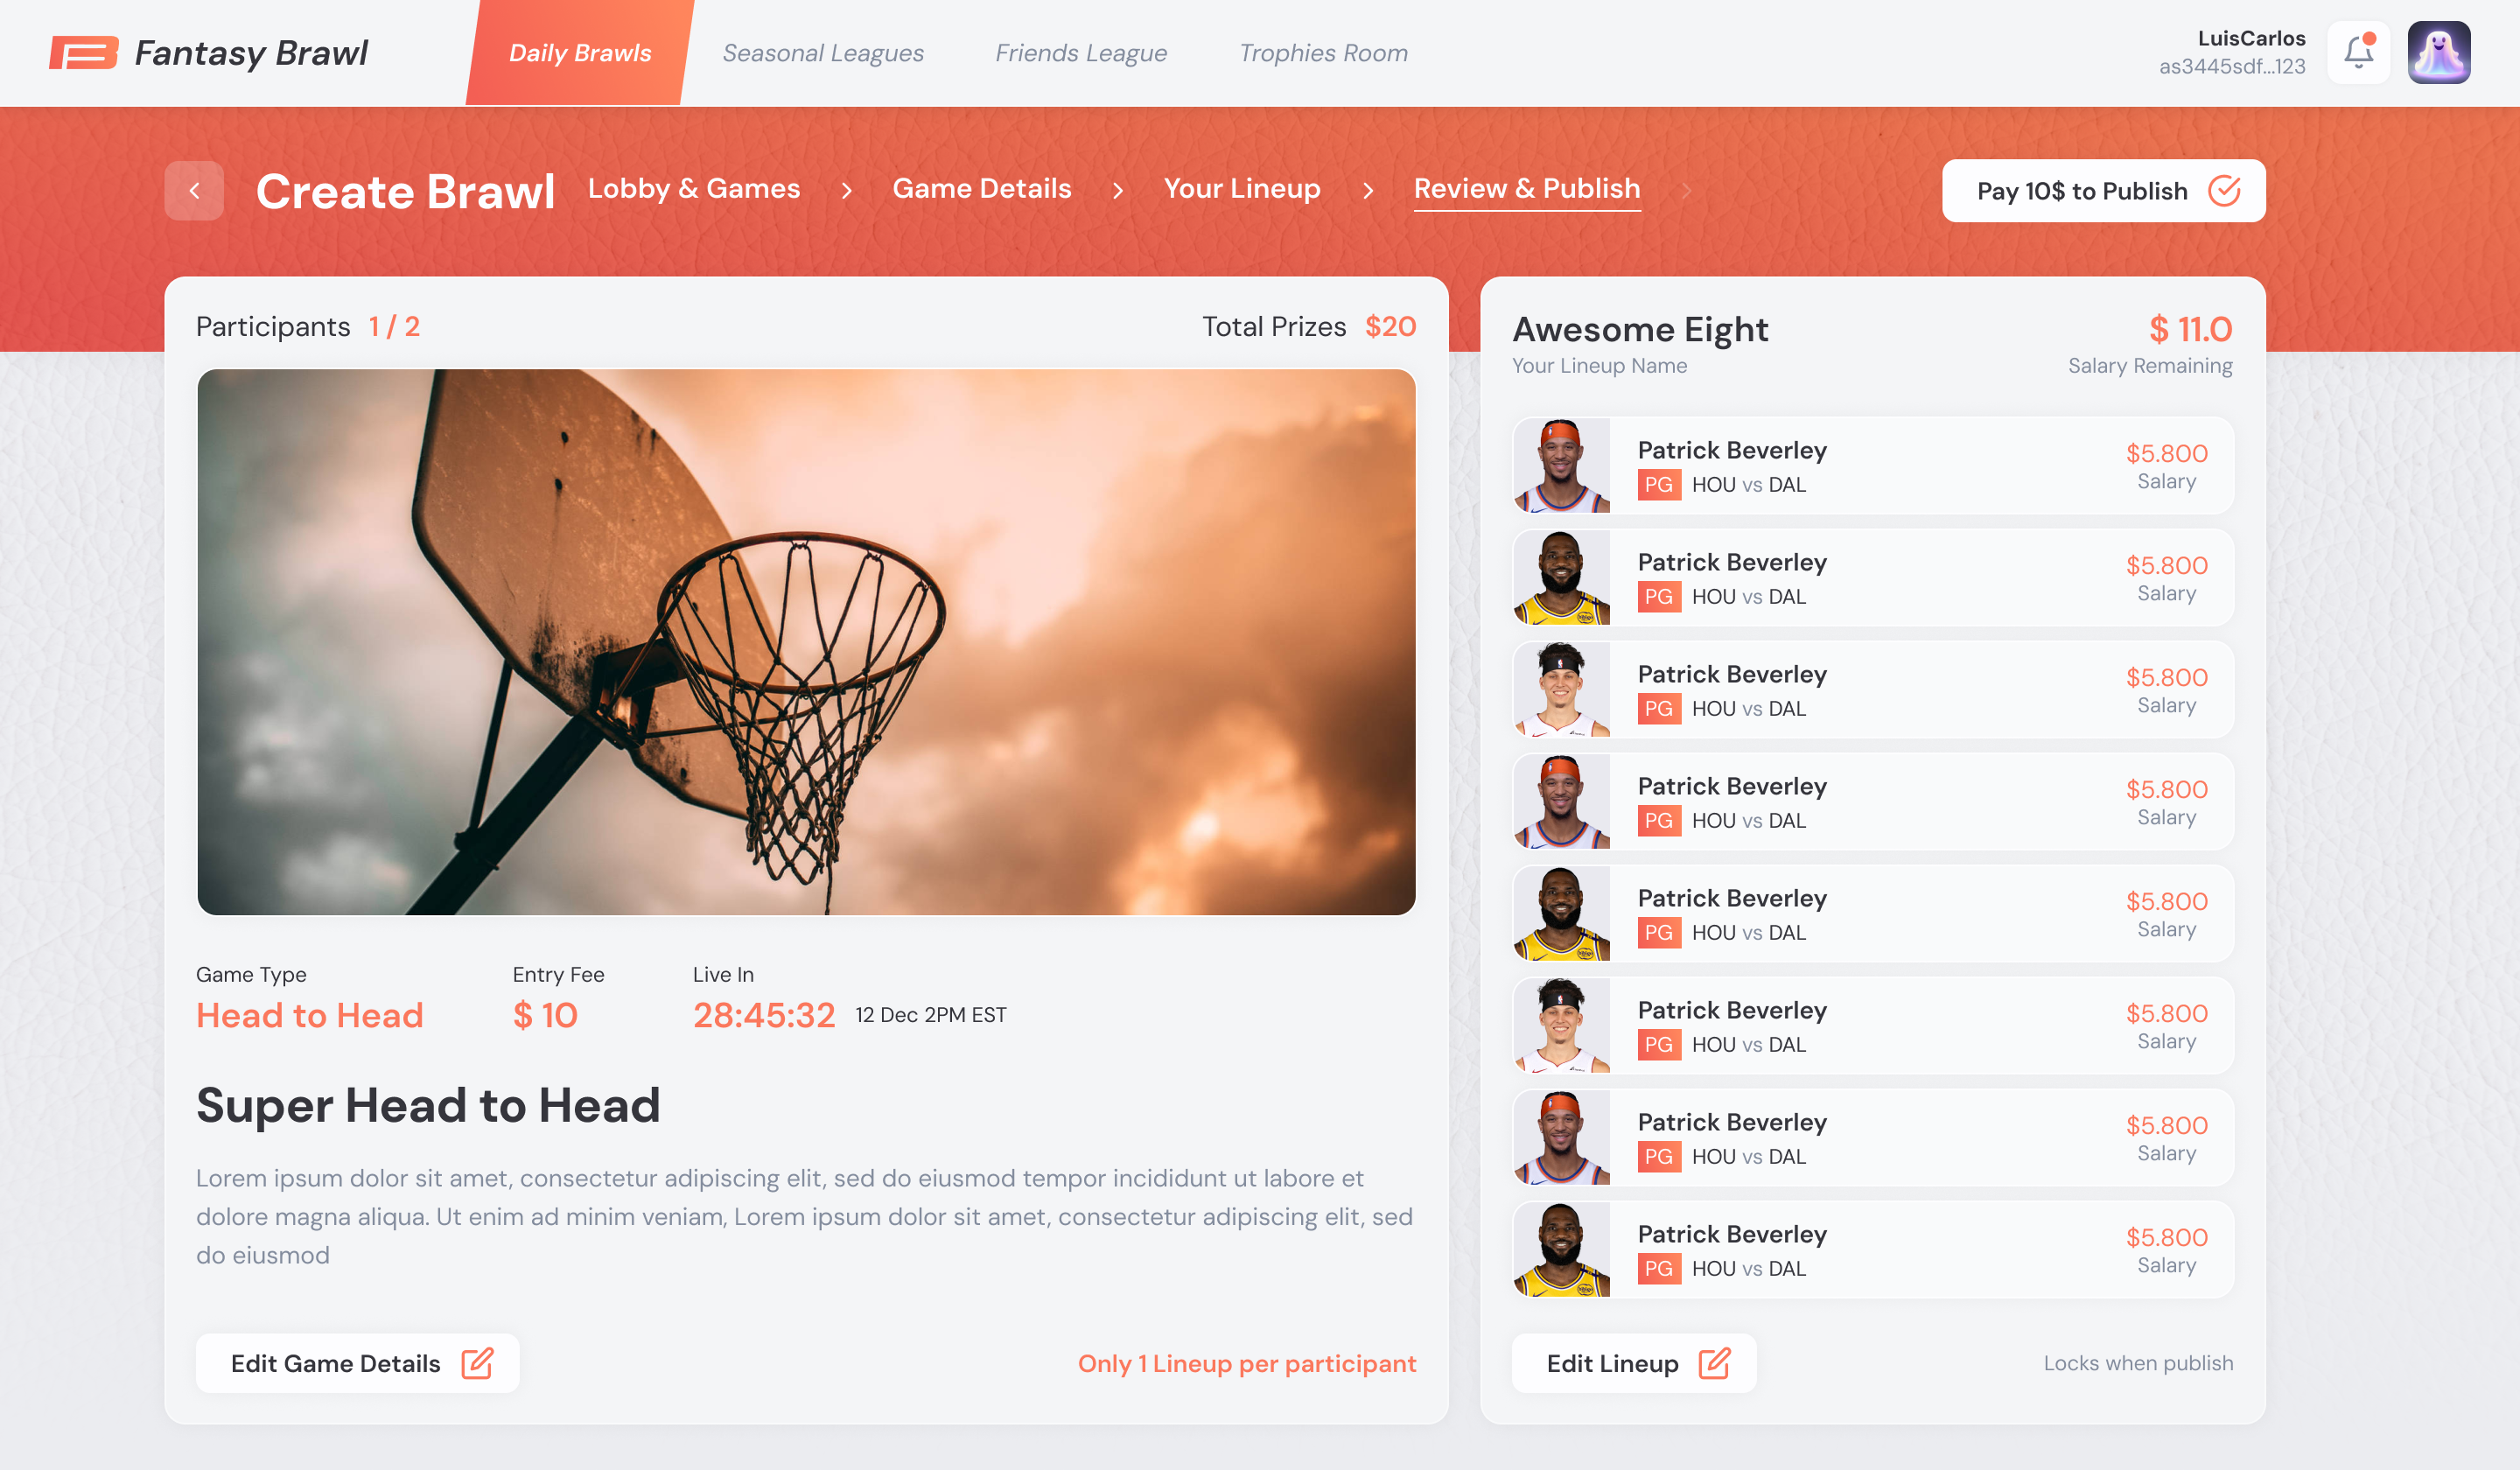 Fantasy Brawl
Daily Brawls
Seasonal Leagues
Friends League
Trophies Room
LuisCarlos
as3445sdf...123
Create Brawl
Lobby & Games
Game Details
Your Lineup
Review & Publish
Pay 10$ to Publish
Participants 1 / 2
Total Prizes $20
Game Type
Head to Head
Entry Fee
$ 10
Live In
28:45:32 12 Dec 2PM EST
Super Head to Head
Lorem ipsum dolor sit amet, consectetur adipiscing elit, sed do eiusmod tempor incididunt ut labore et
dolore magna aliqua. Ut enim ad minim veniam, Lorem ipsum dolor sit amet, consectetur adipiscing elit, sed
do eiusmod
Edit Game Details
Only 1 Lineup per participant
Awesome Eight
Your Lineup Name
$ 11.0
Salary Remaining
Patrick Beverley
PG HOU vs DAL
$5.800
Salary
Patrick Beverley
PG HOU vs DAL
$5.800
Salary
Patrick Beverley
PG HOU vs DAL
$5.800
Salary
Patrick Beverley
PG HOU vs DAL
$5.800
Salary
Patrick Beverley
PG HOU vs DAL
$5.800
Salary
Patrick Beverley
PG HOU vs DAL
$5.800
Salary
Patrick Beverley
PG HOU vs DAL
$5.800
Salary
Patrick Beverley
PG HOU vs DAL
$5.800
Salary
Edit Lineup
Locks when publish